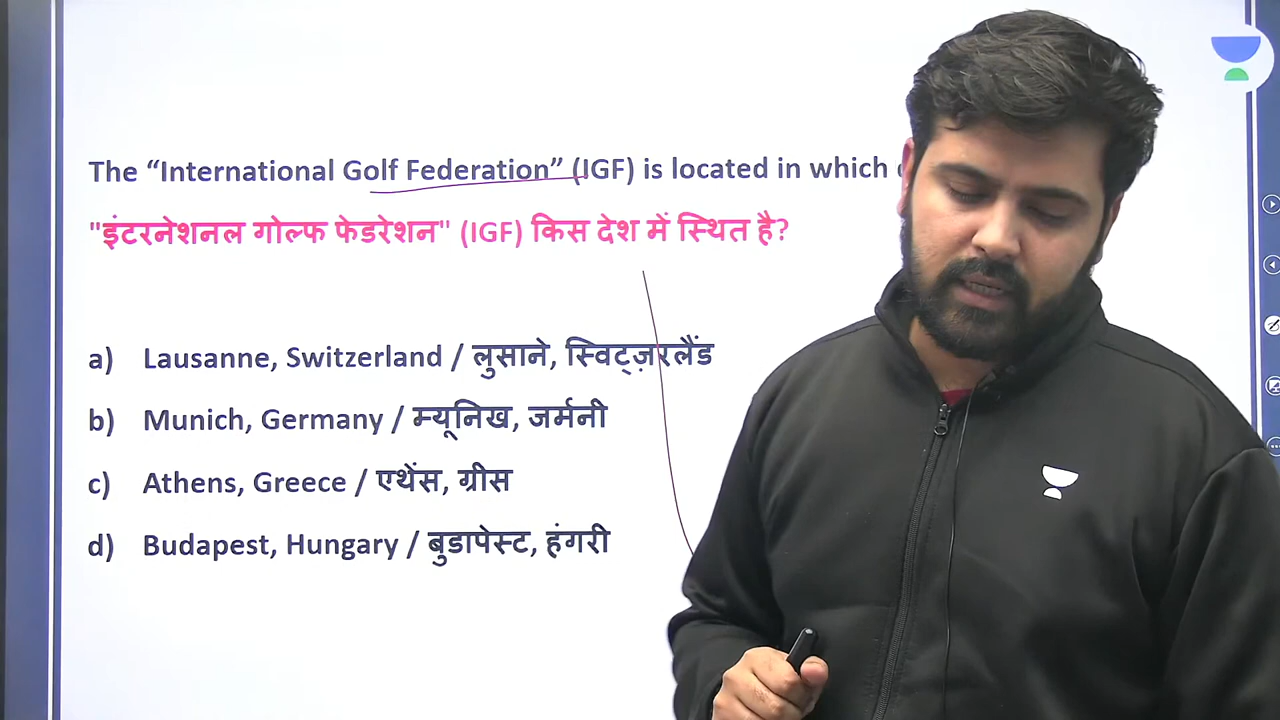 The “International Golf Federation” (IGF) is located in which
"इंटरनेशनल गोल्फ फेडरेशन" (IGF) किस देश में स्थित है?
a) Lausanne, Switzerland / लुसाने, स्विट्ज़रलैंड
b) Munich, Germany / म्यूनिख, जर्मनी
c) Athens, Greece / एथेंस, ग्रीस
d) Budapest, Hungary / बुडापेस्ट, हंगरी